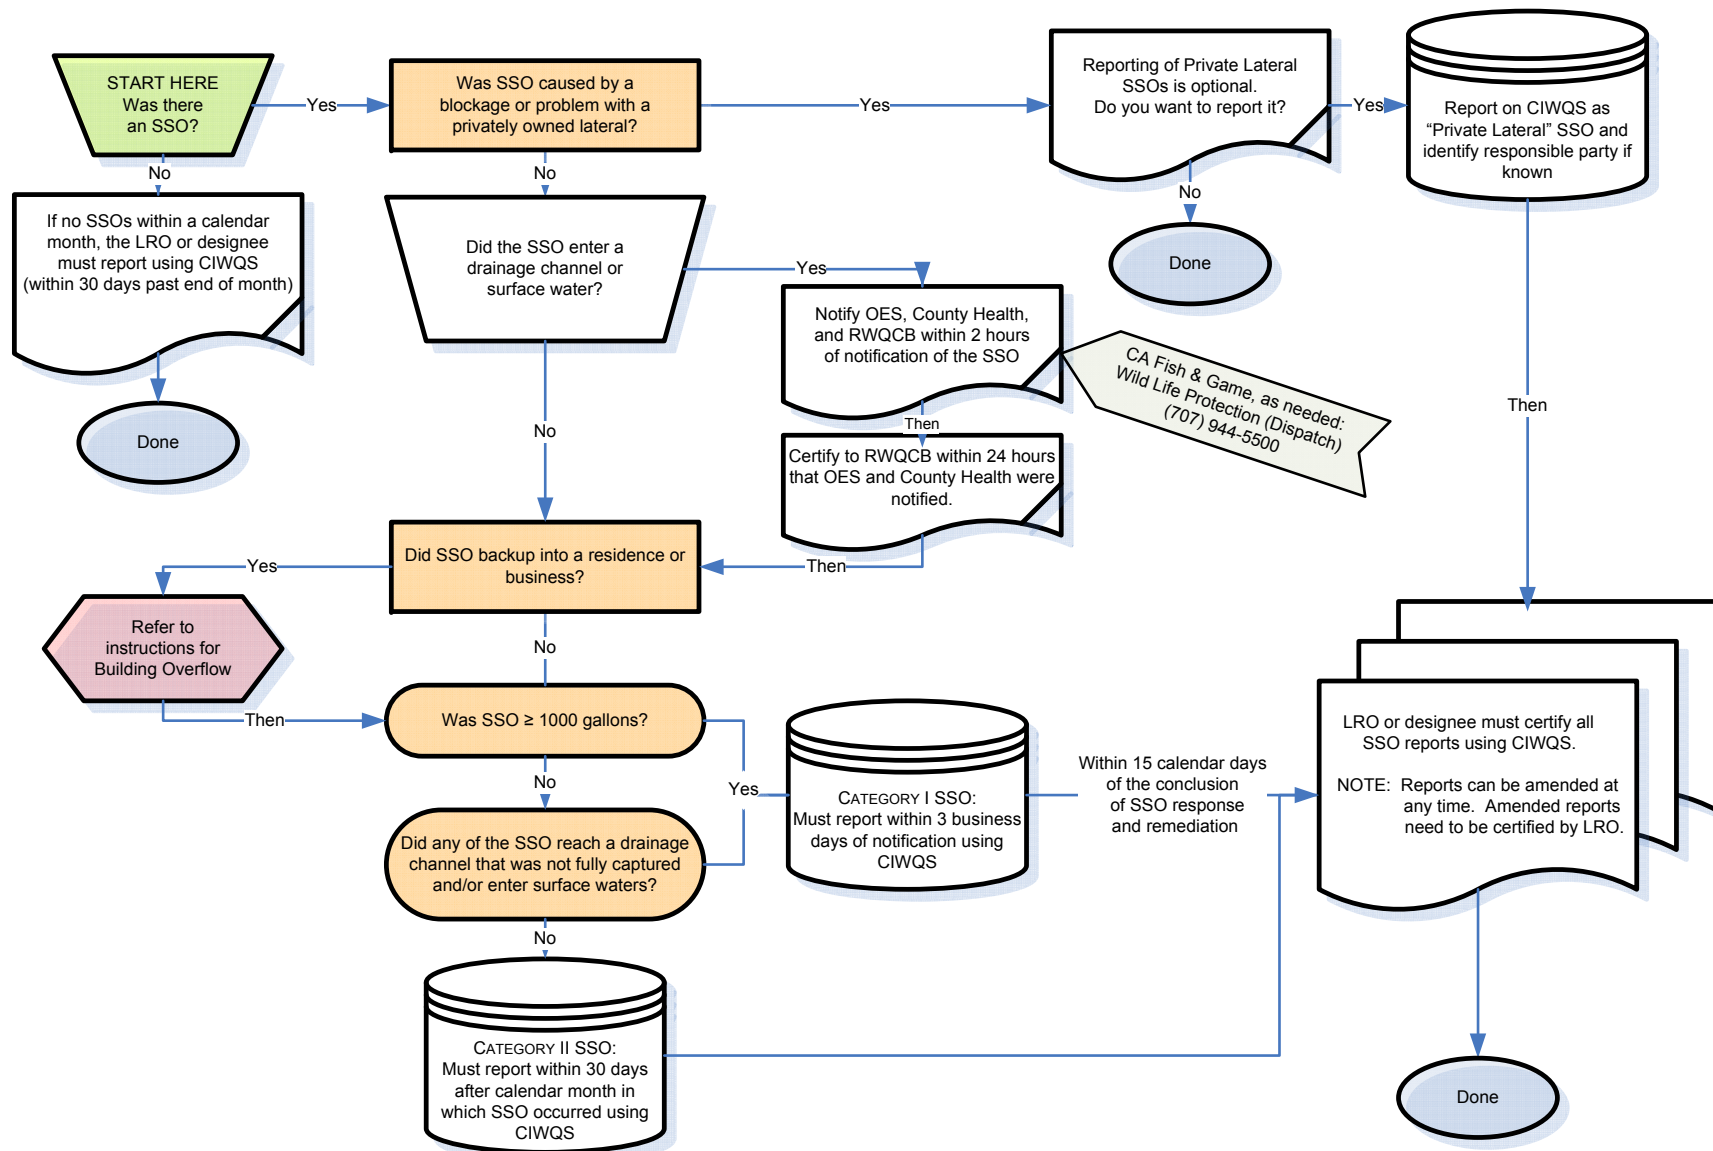 START HERE
Was there
an SSO?
Yes
Was SSO caused by a
blockage or problem with a
privately owned lateral?
Yes
Reporting of Private Lateral
SSOs is optional.
Do you want to report it?
Yes
Report on CIWQS as
“Private Lateral” SSO and
identify responsible party if
known
No
If no SSOs within a calendar
month, the LRO or designee
must report using CIWQS
(within 30 days past end of month)
Done
No
Did the SSO enter a
drainage channel or
surface water?
Yes
No
Done
Notify OES, County Health,
and RWQCB within 2 hours
of notification of the SSO
CA Fish & Game, as needed:
Wild Life Protection (Dispatch)
(707) 944-5500
Then
Certify to RWQCB within 24 hours
that OES and County Health were
notified.
Then
No
Then
Did SSO backup into a residence or
business?
Yes
Refer to
instructions for
Building Overflow
Then
No
Was SSO ≥ 1000 gallons?
No
Yes
Did any of the SSO reach a drainage
channel that was not fully captured
and/or enter surface waters?
CATEGORY I SSO:
Must report within 3 business
days of notification using
CIWQS
Within 15 calendar days
of the conclusion
of SSO response
and remediation
LRO or designee must certify all
SSO reports using CIWQS.
NOTE: Reports can be amended at
any time. Amended reports
need to be certified by LRO.
No
CATEGORY II SSO:
Must report within 30 days
after calendar month in
which SSO occurred using
CIWQS
Done